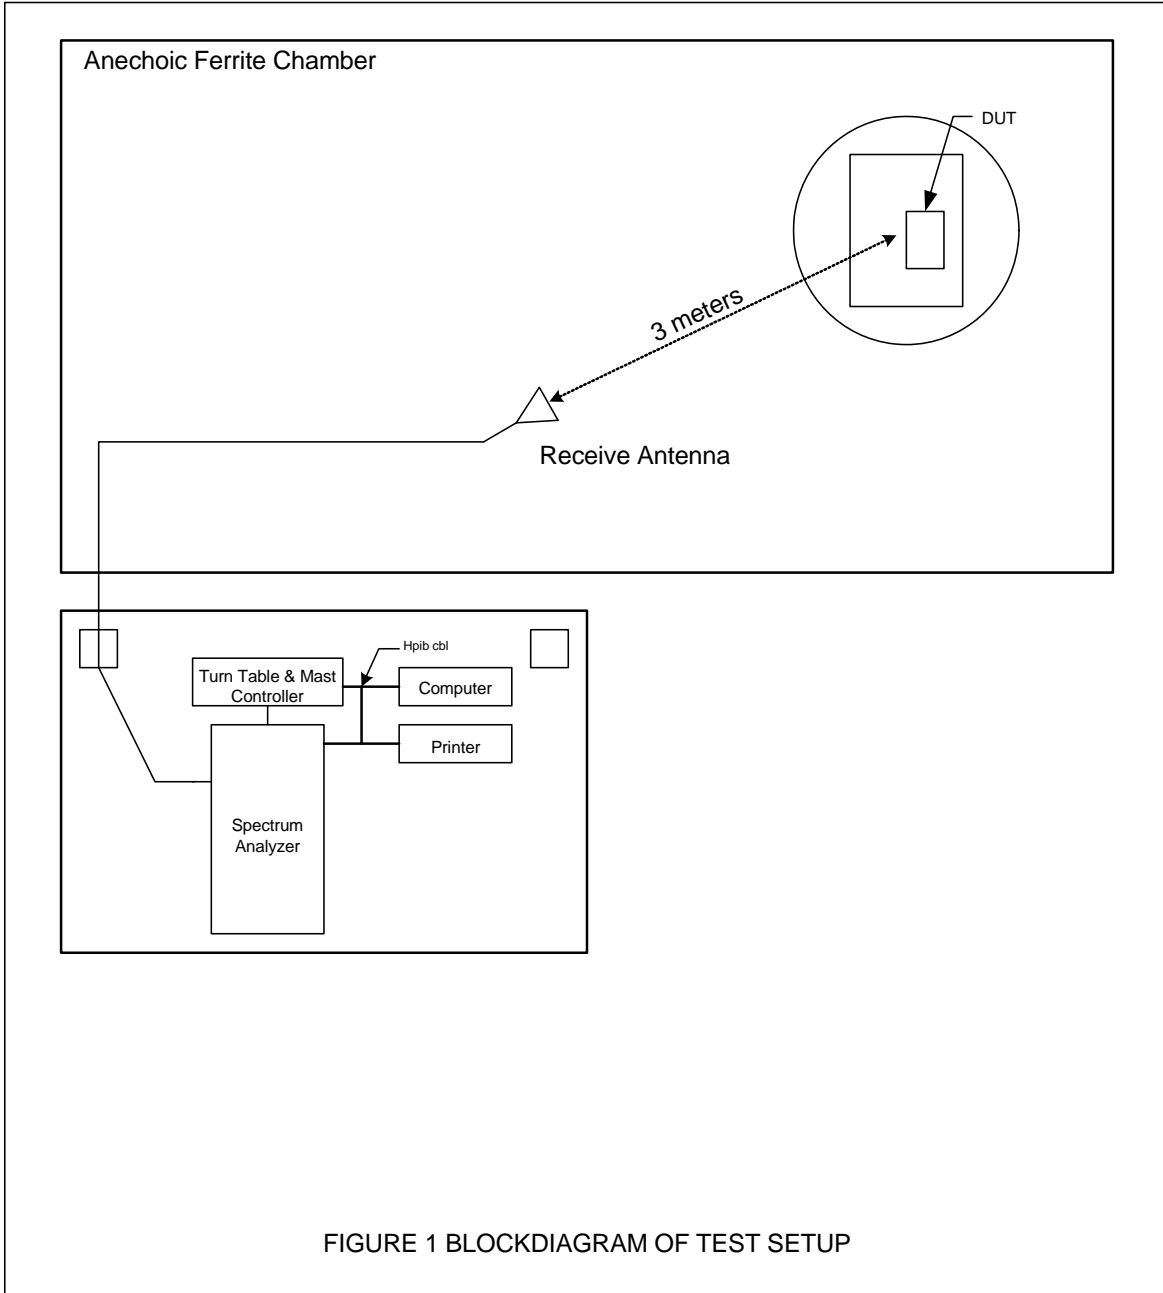 Anechoic Ferrite Chamber
DUT
3 meters
Receive Antenna
Hpib cbl
Turn Table & Mast
Controller
Computer
Printer
Spectrum
Analyzer
FIGURE 1 BLOCKDIAGRAM OF TEST SETUP